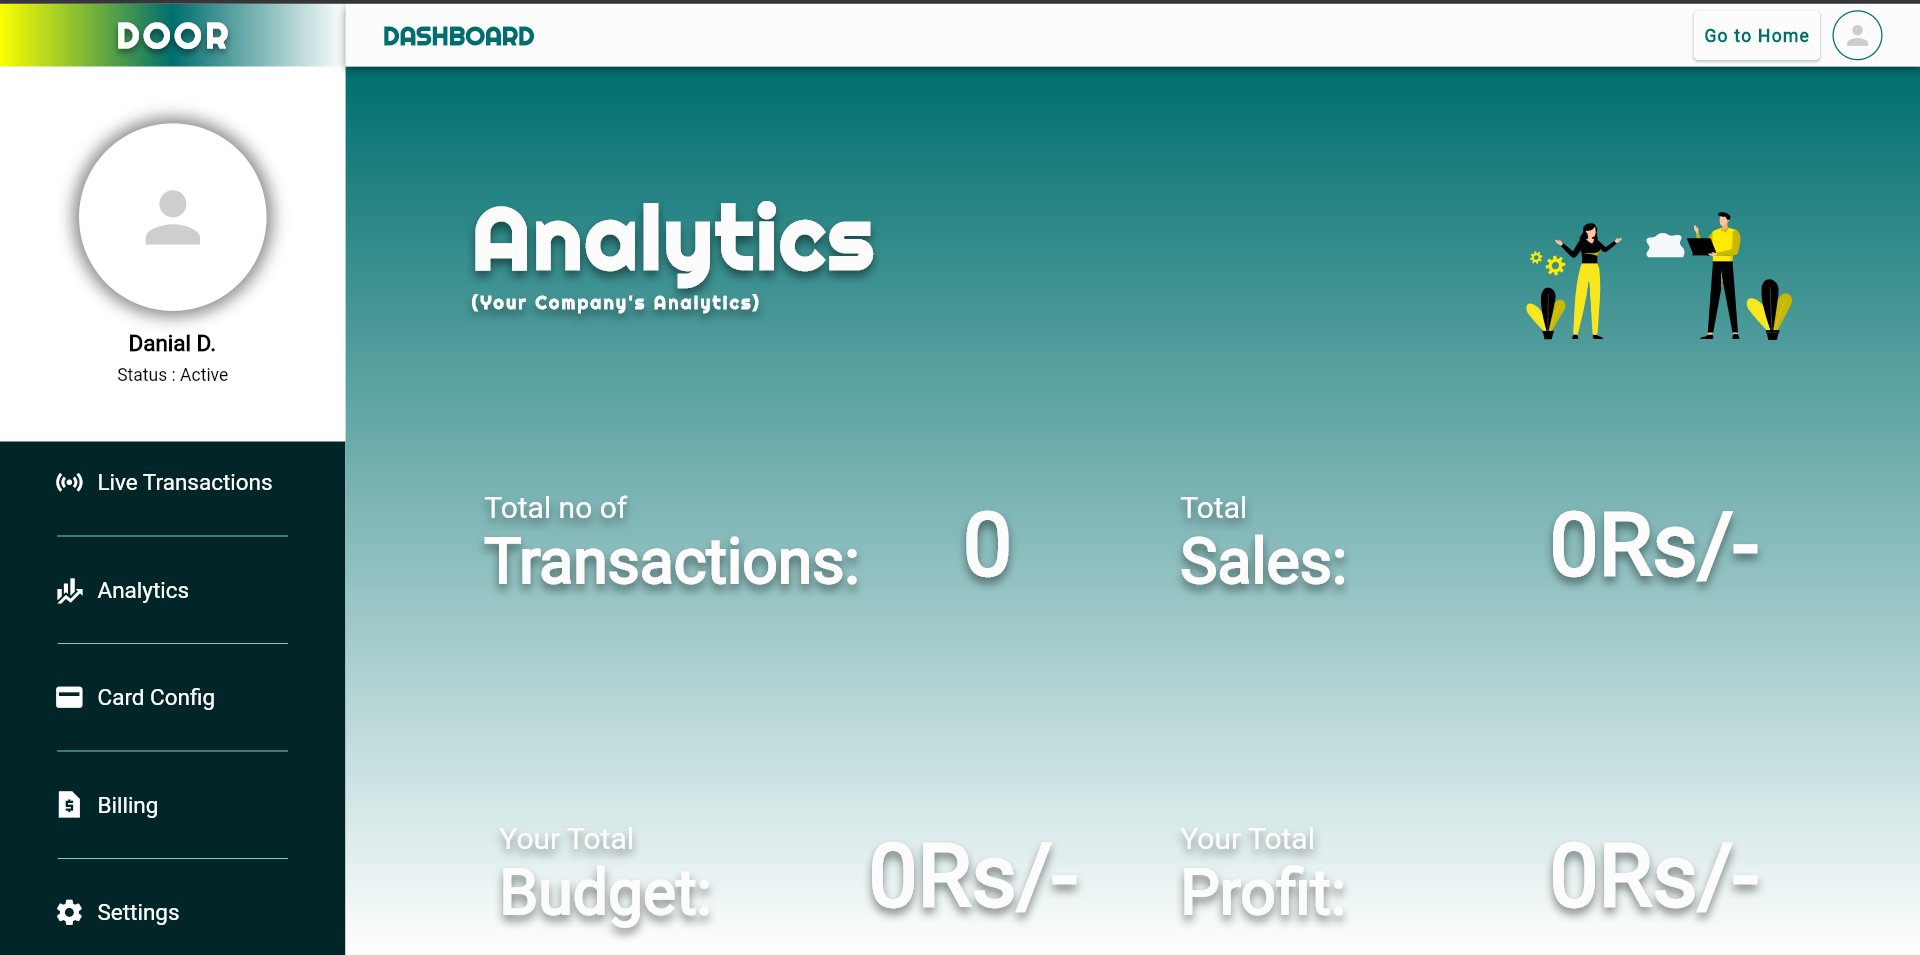 DOOR
DASHBOARD
Go to Home
Danial D.
Status : Active
Live Transactions
Analytics
Card Config
Billing
$
Settings
Analytics
(Your Company's Analytics)
Total no of
Transactions:
0
Total
Sales:
0Rs/-
Your Total
Budget:
0Rs/-
Your Total
Profit:
0Rs/-